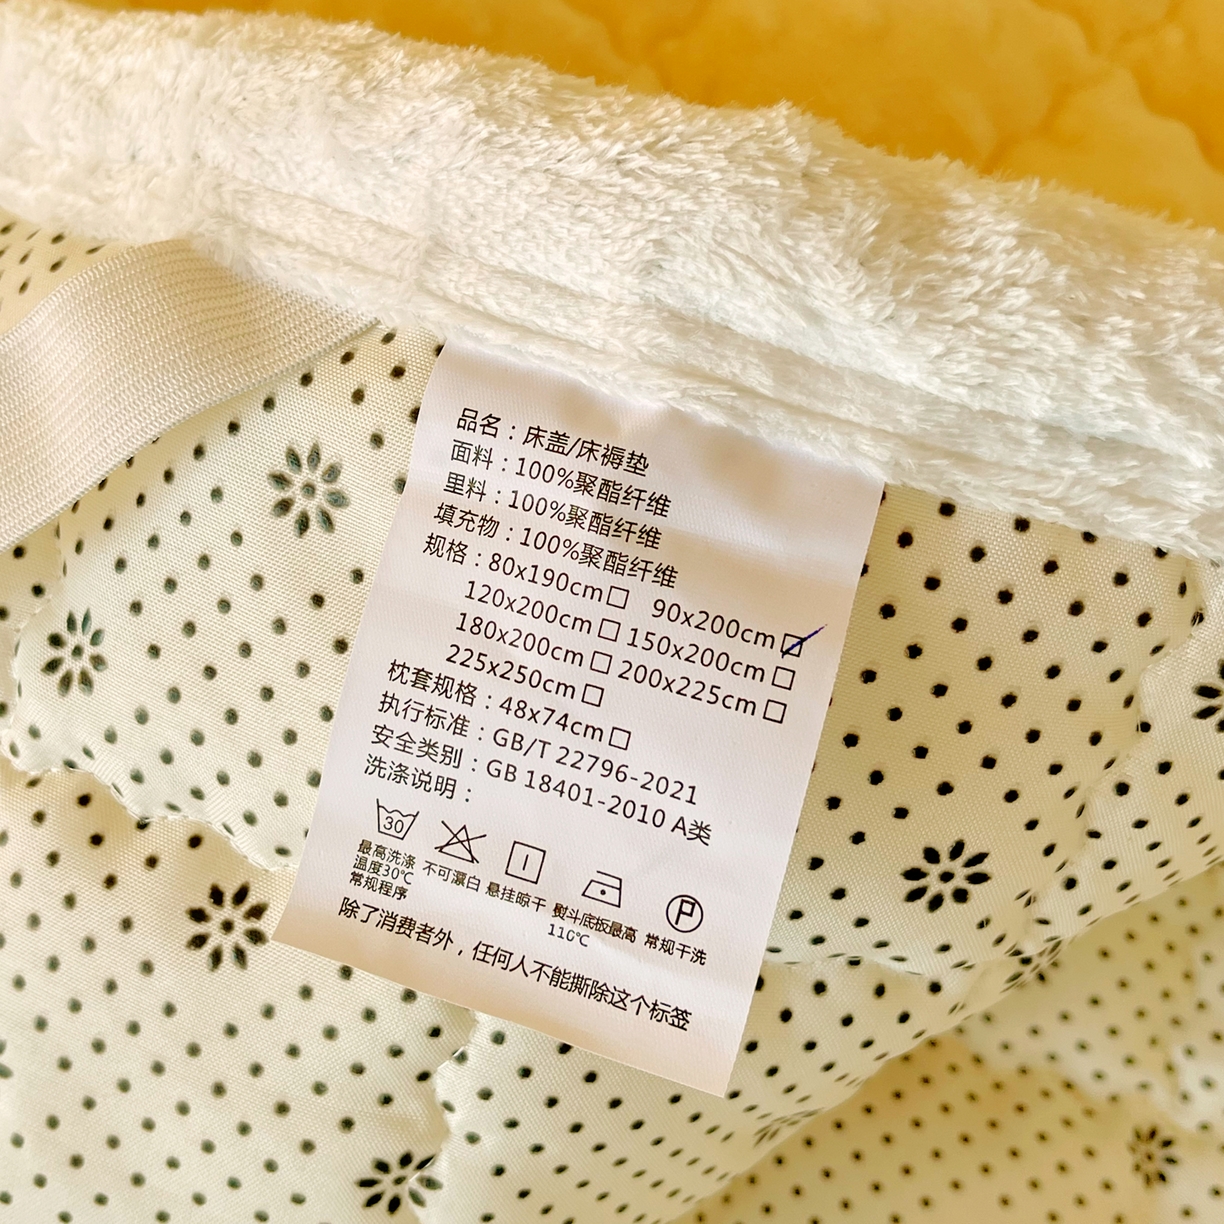 品名：床盖/床褥垫
面料：100%聚酯纤维
里料：100%聚酯纤维
填充物：100%聚酯纤维
规格：80x190cm□ 90x200cm☑
120x200cm□ 150x200cm□
180x200cm□ 200x225cm□
225x250cm□
枕套规格：48x74cm□
执行标准：GB/T 22796-2021
安全类别：GB 18401-2010 A类
洗涤说明：
30
最高洗涤
温度30℃
常规程序
不可漂白
悬挂晾干
熨斗底板最高
110℃
P
常规干洗
除了消费者外，任何人不能撕除这个标签